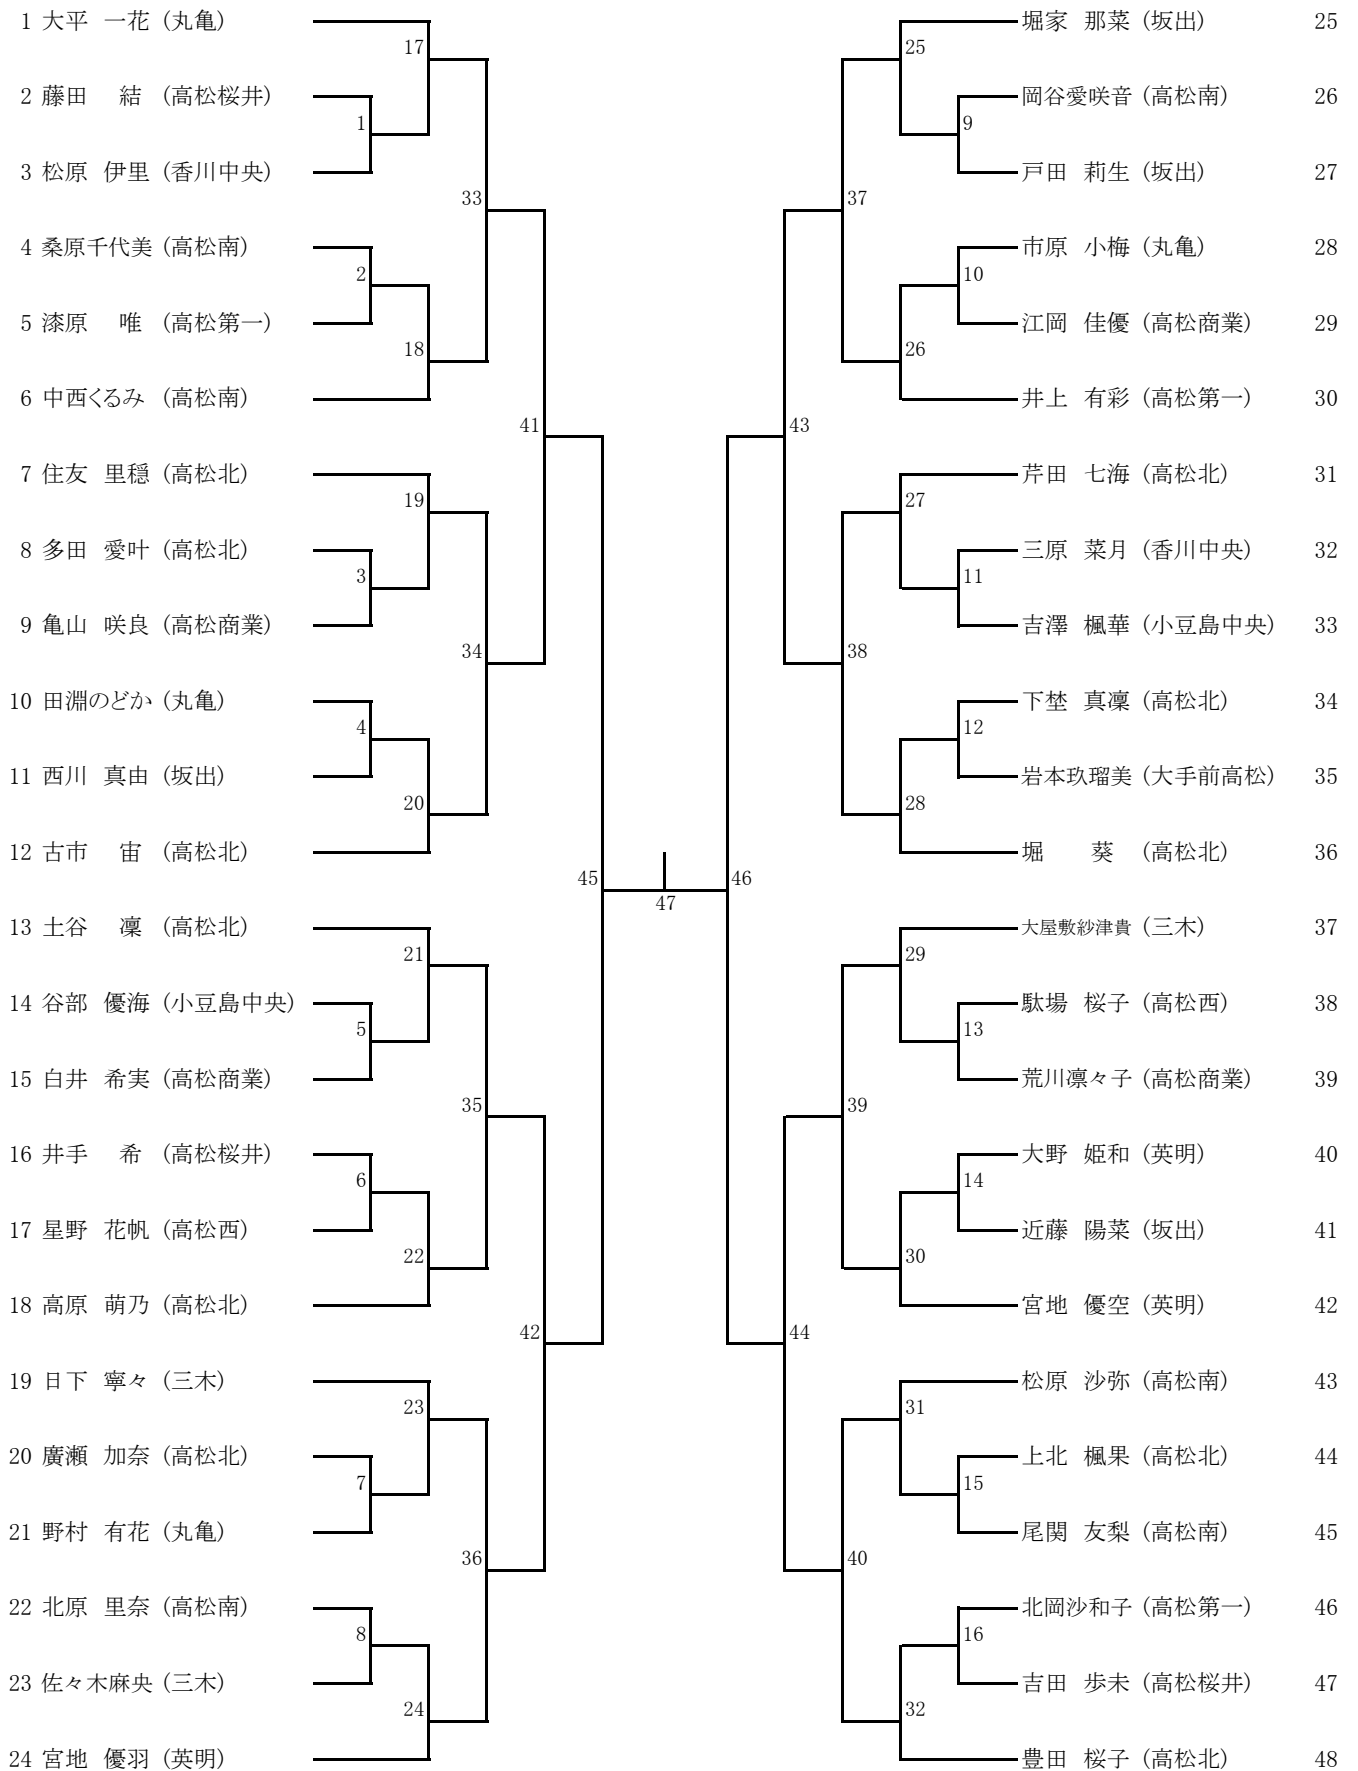 1 大平 一花 (丸亀)
17
2 藤田 結 (高松桜井)
1
3 松原 伊里 (香川中央)
33
4 桑原千代美 (高松南)
2
5 漆原 唯 (高松第一)
18
6 中西くるみ (高松南)
41
7 住友 里穏 (高松北)
19
8 多田 愛叶 (高松北)
3
9 亀山 咲良 (高松商業)
34
10 田淵のどか (丸亀)
4
11 西川 真由 (坂出)
20
12 古市 宙 (高松北)
45
13 土谷 凜 (高松北)
21
14 谷部 優海 (小豆島中央)
5
15 白井 希実 (高松商業)
35
16 井手 希 (高松桜井)
6
17 星野 花帆 (高松西)
22
18 高原 萌乃 (高松北)
42
19 日下 寧々 (三木)
23
20 廣瀬 加奈 (高松北)
7
21 野村 有花 (丸亀)
36
22 北原 里奈 (高松南)
8
23 佐々木麻央 (三木)
24
24 宮地 優羽 (英明)
47
堀家 那菜 (坂出) 25
25
岡谷愛咲音 (高松南) 26
9
戸田 莉生 (坂出) 27
37
市原 小梅 (丸亀) 28
10
江岡 佳優 (高松商業) 29
26
井上 有彩 (高松第一) 30
43
芹田 七海 (高松北) 31
27
三原 菜月 (香川中央) 32
11
吉澤 楓華 (小豆島中央) 33
38
下埜 真凜 (高松北) 34
12
岩本玖瑠美 (大手前高松) 35
28
堀 葵 (高松北) 36
46
大屋敷紗津貴 (三木) 37
29
駄場 桜子 (高松西) 38
13
荒川凛々子 (高松商業) 39
39
大野 姫和 (英明) 40
14
近藤 陽菜 (坂出) 41
30
宮地 優空 (英明) 42
44
松原 沙弥 (高松南) 43
31
上北 楓果 (高松北) 44
15
尾関 友梨 (高松南) 45
40
北岡沙和子 (高松第一) 46
16
吉田 歩未 (高松桜井) 47
32
豊田 桜子 (高松北) 48